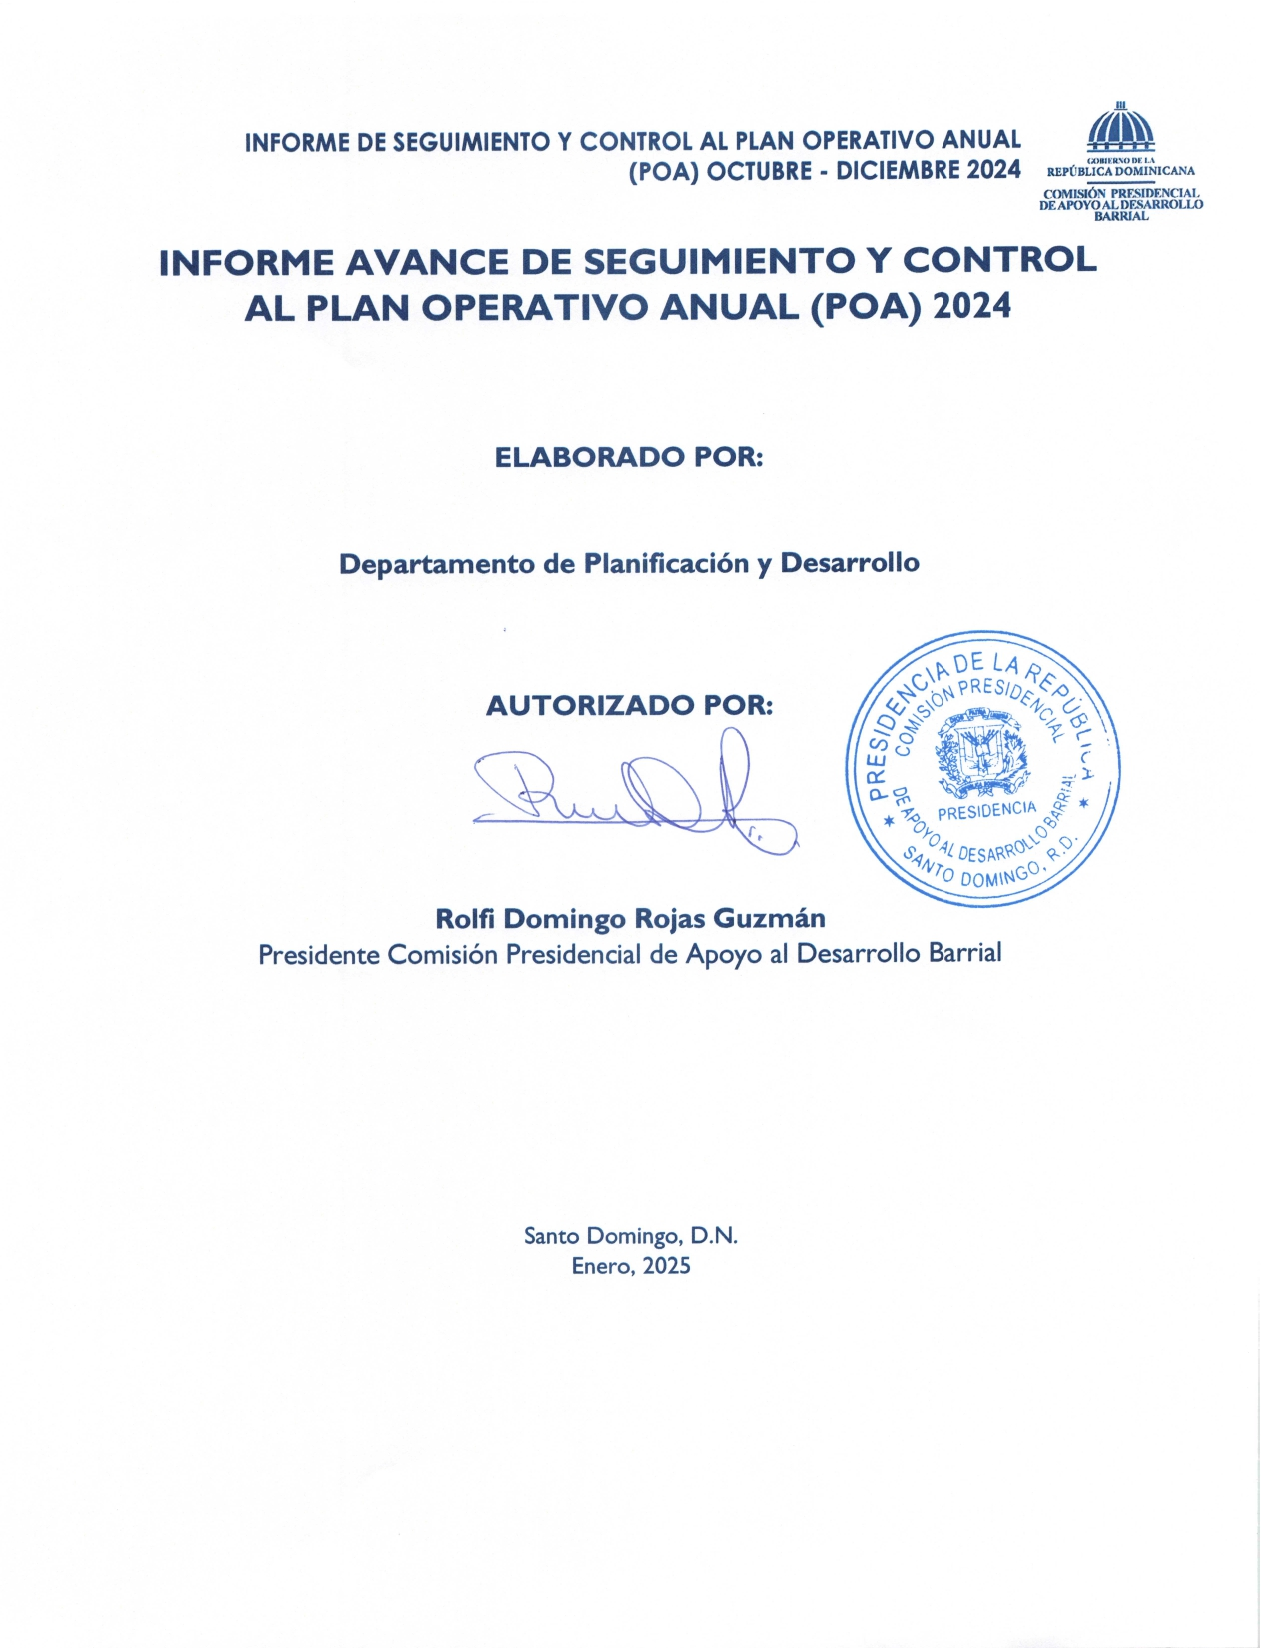 INFORME DE SEGUIMIENTO Y CONTROL AL PLAN OPERATIVO ANUAL
(POA) OCTUBRE - DICIEMBRE 2024
GOBIERNO DE LA
REPÚBLICA DOMINICANA
COMISIÓN PRESIDENCIAL
DE APOYO AL DESARROLLO
BARRIAL
INFORME AVANCE DE SEGUIMIENTO Y CONTROL
AL PLAN OPERATIVO ANUAL (POA) 2024
ELABORADO POR:
Departamento de Planificación y Desarrollo
AUTORIZADO POR:
PRESIDENCIA DE LA REPÚBLICA
COMISIÓN PRESIDENCIAL
PRESIDENCIA
DE APOYO AL DESARROLLO BARRIAL
SANTO DOMINGO, R.D.
Rolfi Domingo Rojas Guzmán
Presidente Comisión Presidencial de Apoyo al Desarrollo Barrial
Santo Domingo, D.N.
Enero, 2025